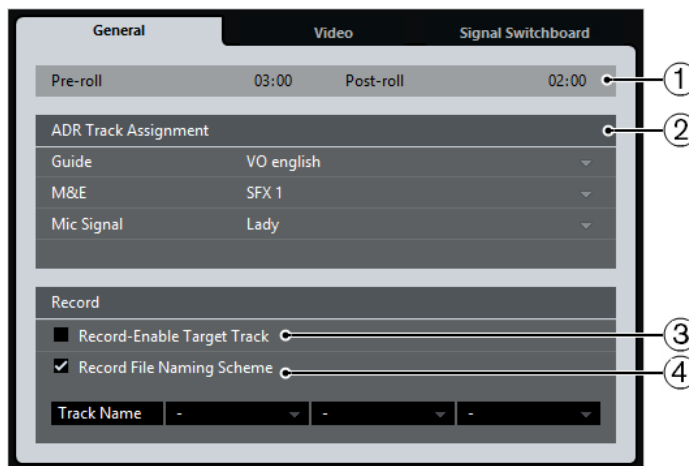 General Video Signal Switchboard
Pre-roll 03:00 Post-roll 02:00 1
ADR Track Assignment 2
Guide VO english
M&E SFX 1
Mic Signal Lady
Record
Record-Enable Target Track 3
Record File Naming Scheme 4
Track Name - - -